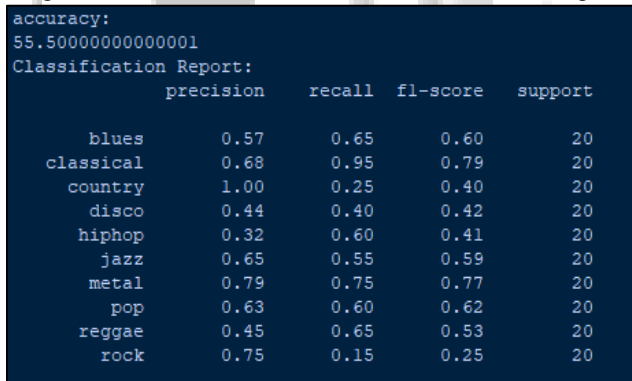 accuracy:
55.50000000000001
Classification Report:
precision recall f1-score support
blues 0.57 0.65 0.60 20
classical 0.68 0.95 0.79 20
country 1.00 0.25 0.40 20
disco 0.44 0.40 0.42 20
hiphop 0.32 0.60 0.41 20
jazz 0.65 0.55 0.59 20
metal 0.79 0.75 0.77 20
pop 0.63 0.60 0.62 20
reggae 0.45 0.65 0.53 20
rock 0.75 0.15 0.25 20